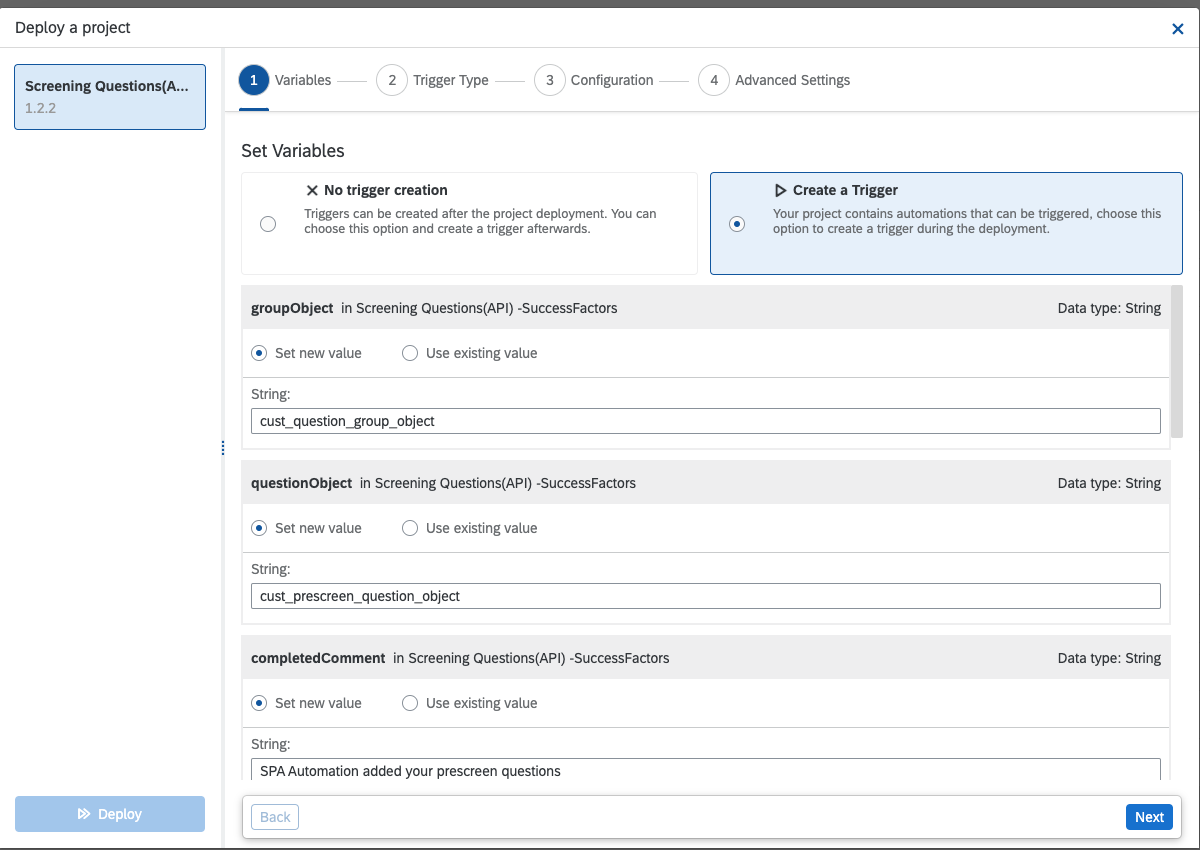 Deploy a project
Screening Questions(A...
1.2.2
1 Variables 2 Trigger Type 3 Configuration 4 Advanced Settings
Set Variables
No trigger creation
Triggers can be created after the project deployment. You can
choose this option and create a trigger afterwards.
Create a Trigger
Your project contains automations that can be triggered, choose this
option to create a trigger during the deployment.
groupObject in Screening Questions(API) -SuccessFactors Data type: String
Set new value Use existing value
String:
cust_question_group_object
questionObject in Screening Questions(API) -SuccessFactors Data type: String
Set new value Use existing value
String:
cust_prescreen_question_object
completedComment in Screening Questions(API) -SuccessFactors Data type: String
Set new value Use existing value
String:
SPA Automation added your prescreen questions
Deploy
Back Next